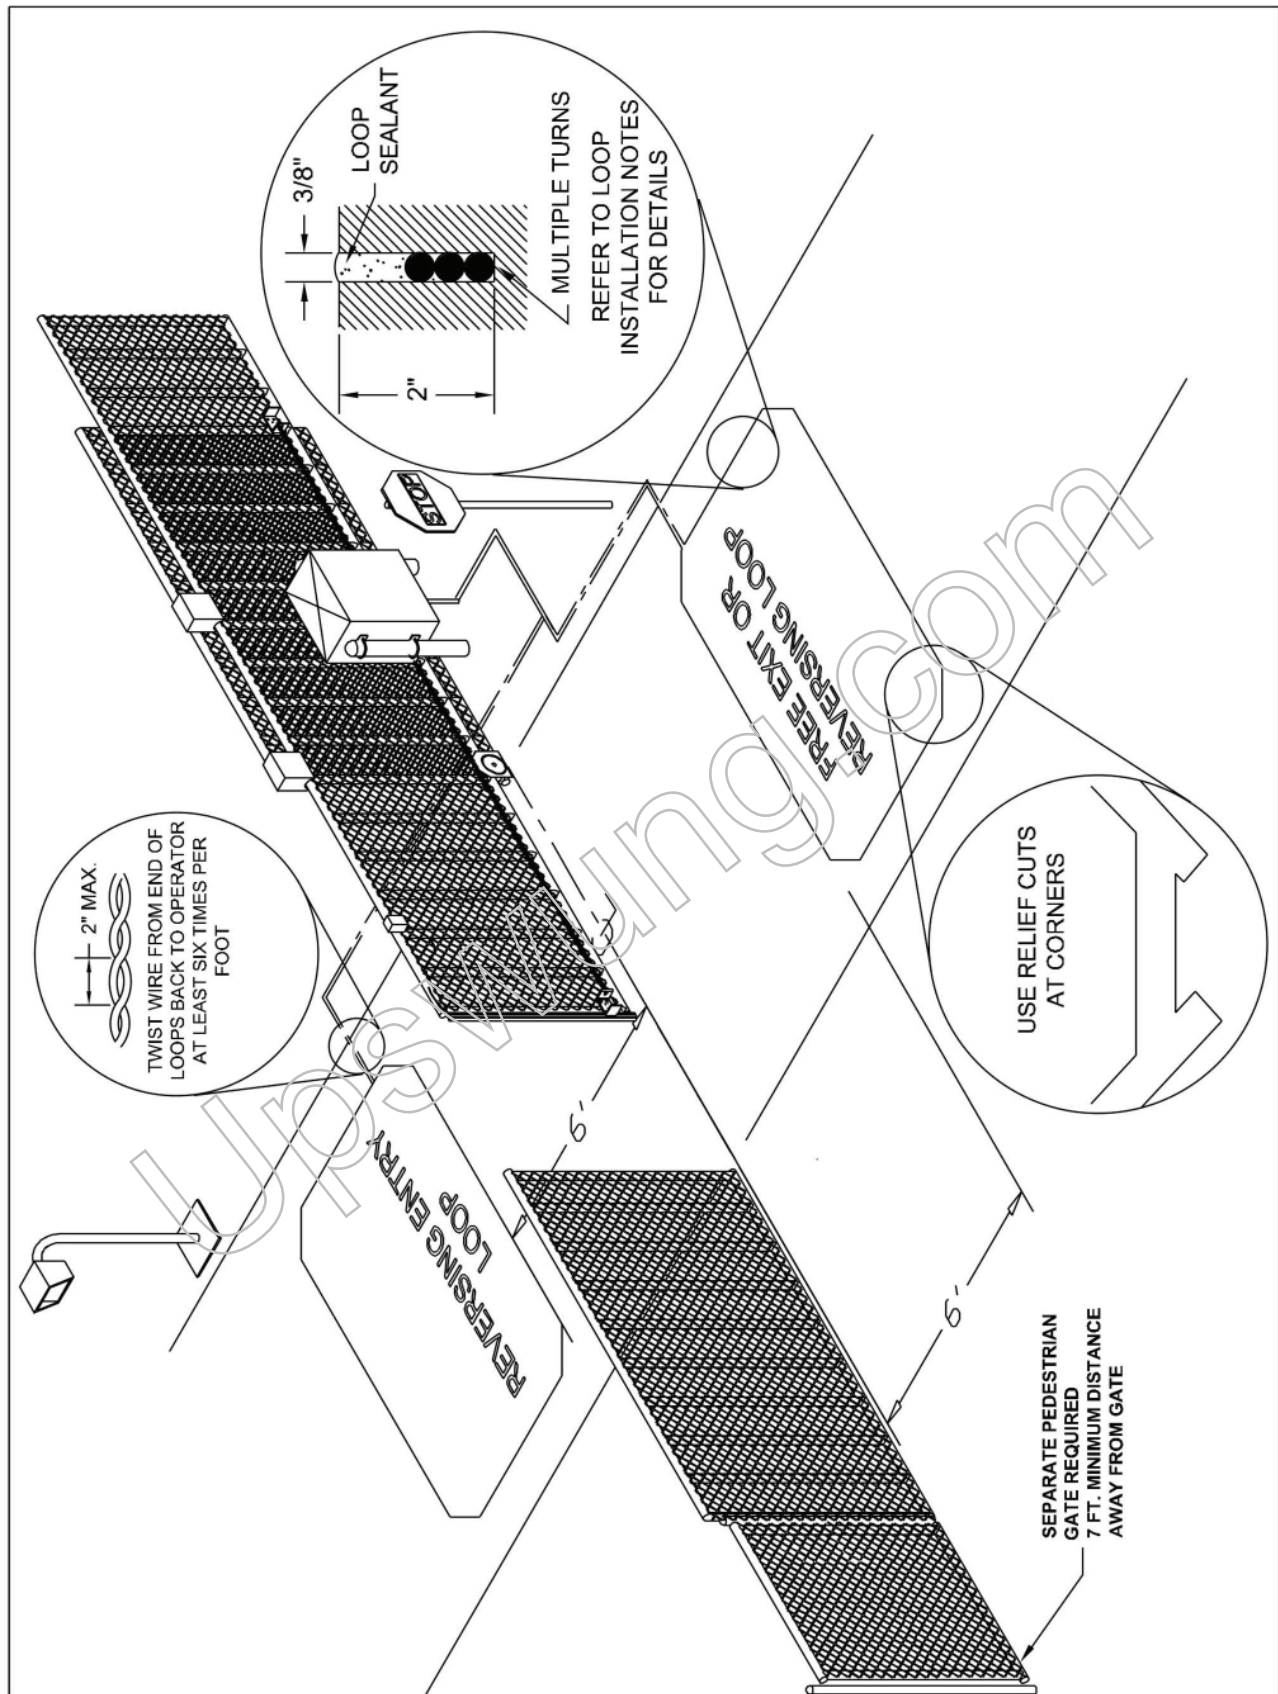 3/8"
LOOP
SEALANT
2"
MULTIPLE TURNS
REFER TO LOOP
INSTALLATION NOTES
FOR DETAILS
STOP
2" MAX.
TWIST WIRE FROM END OF
LOOPS BACK TO OPERATOR
AT LEAST SIX TIMES PER
FOOT
FREE EXIT OR
REVERSING LOOP
REVERSING ENTRY
LOOP
6'
6'
USE RELIEF CUTS
AT CORNERS
SEPARATE PEDESTRIAN
GATE REQUIRED
7 FT. MINIMUM DISTANCE
AWAY FROM GATE
Upswung.com